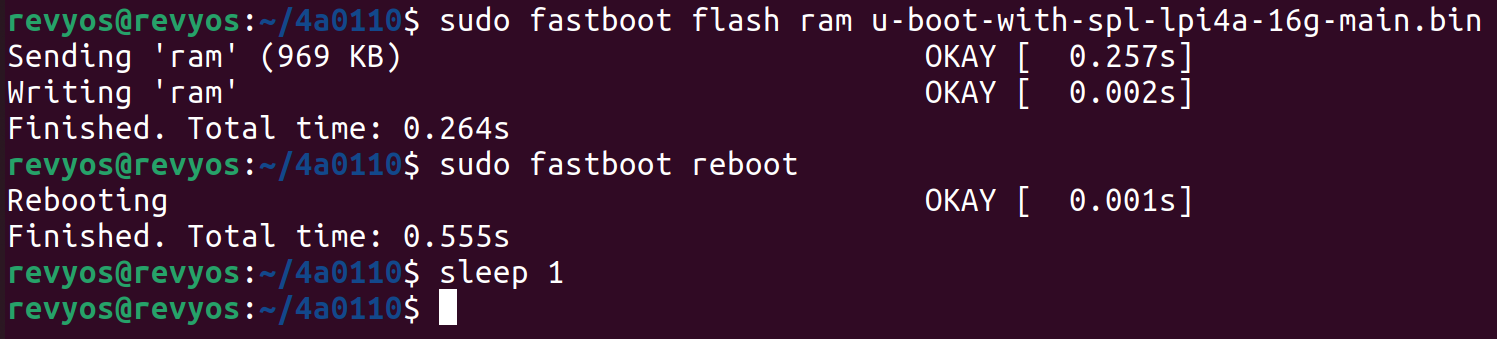 revyos@revyos:~/4a0110$ sudo fastboot flash ram u-boot-with-spl-lpi4a-16g-main.bin
Sending 'ram' (969 KB)                             OKAY [  0.257s]
Writing 'ram'                                      OKAY [  0.002s]
Finished. Total time: 0.264s
revyos@revyos:~/4a0110$ sudo fastboot reboot
Rebooting                                          OKAY [  0.001s]
Finished. Total time: 0.555s
revyos@revyos:~/4a0110$ sleep 1
revyos@revyos:~/4a0110$